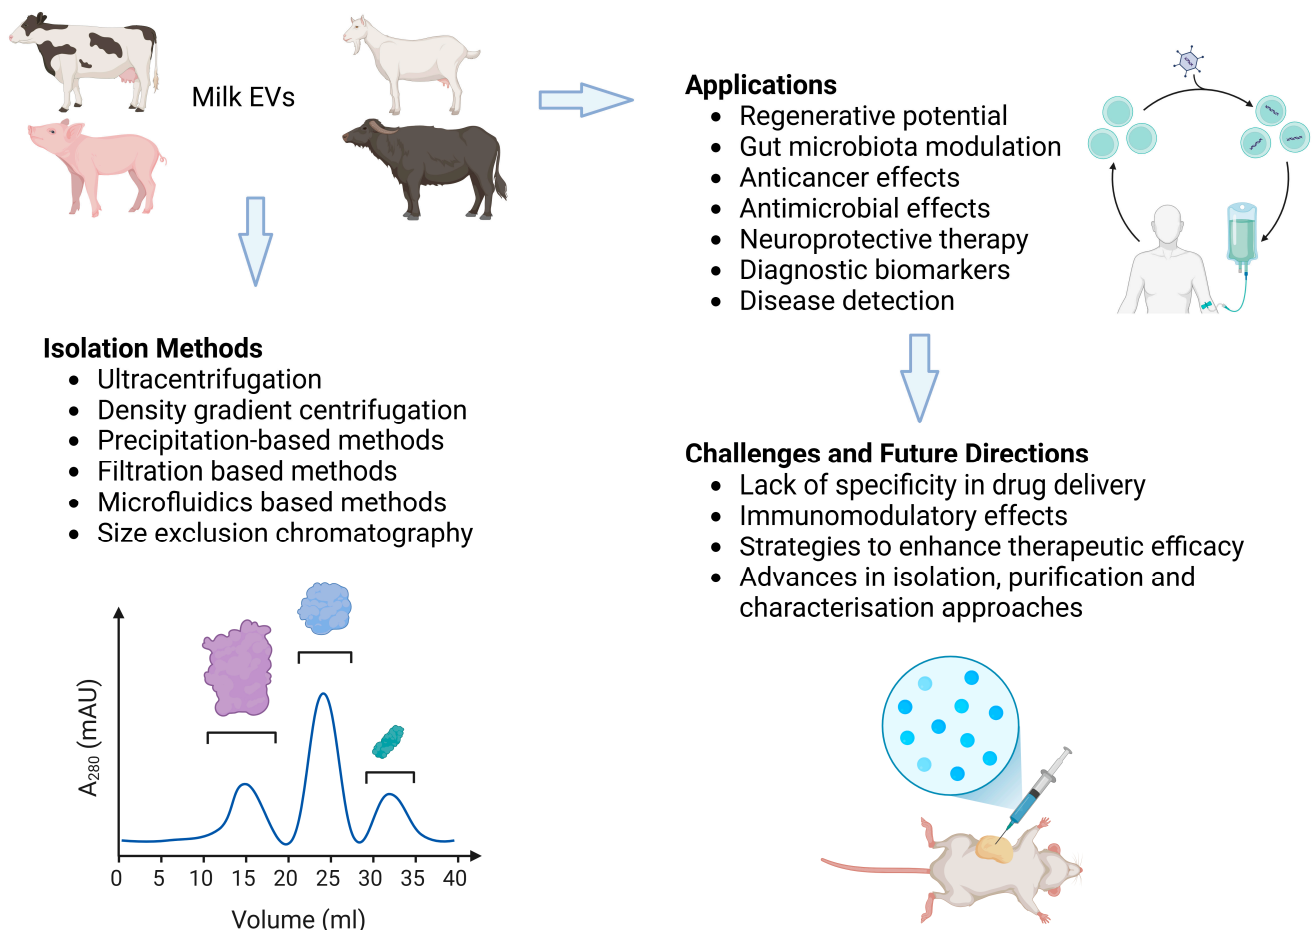 Milk EVs
Applications
• Regenerative potential
• Gut microbiota modulation
• Anticancer effects
• Antimicrobial effects
• Neuroprotective therapy
• Diagnostic biomarkers
• Disease detection
Isolation Methods
• Ultracentrifugation
• Density gradient centrifugation
• Precipitation-based methods
• Filtration based methods
• Microfluidics based methods
• Size exclusion chromatography
Challenges and Future Directions
• Lack of specificity in drug delivery
• Immunomodulatory effects
• Strategies to enhance therapeutic efficacy
• Advances in isolation, purification and
characterisation approaches
A280 (mAU)
0 5 10 15 20 25 30 35 40
Volume (ml)